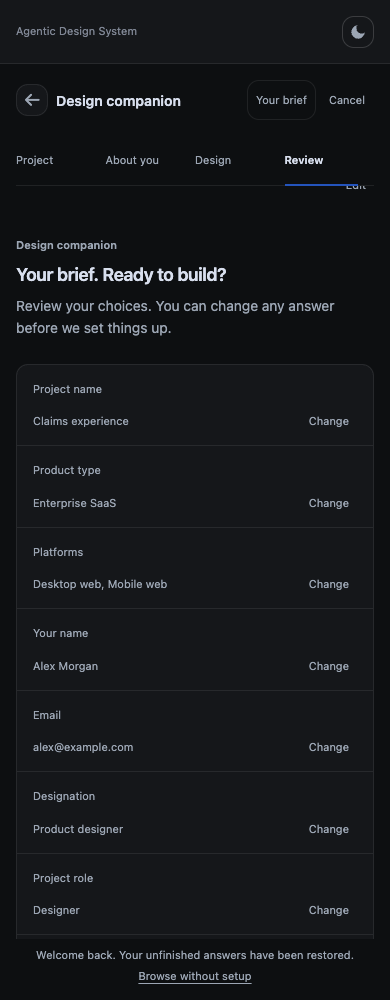 Agentic Design System
Design companion
Your brief
Cancel
Project
About you
Design
Review
Edit
Design companion
Your brief. Ready to build?
Review your choices. You can change any answer
before we set things up.
Project name
Claims experience
Change
Product type
Enterprise SaaS
Change
Platforms
Desktop web, Mobile web
Change
Your name
Alex Morgan
Change
Email
alex@example.com
Change
Designation
Product designer
Change
Project role
Designer
Change
Welcome back. Your unfinished answers have been restored.
Browse without setup